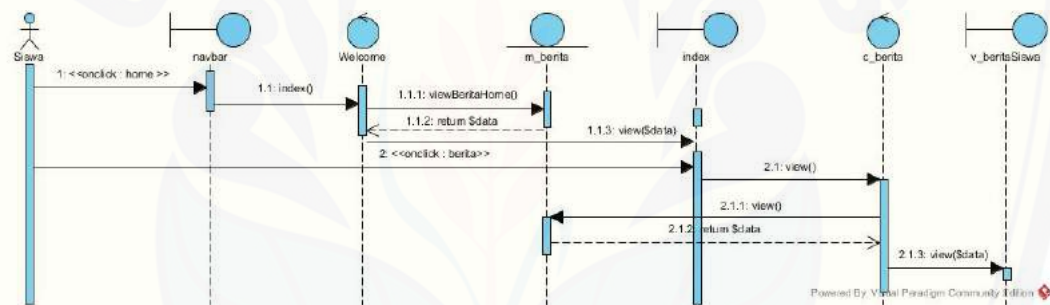 Siswa
navbar
Welcome
m_berita
index
c_berita
v_beritaSiswa
1: <<onclick : home >>
1.1: index()
1.1.1: viewBeritaHome()
1.1.2: return $data
1.1.3: view($data)
2: <<onclick : berita>>
2.1: view()
2.1.1: view()
2.1.2: return $data
2.1.3: view($data)
Powered By Visual Paradigm Community Edition